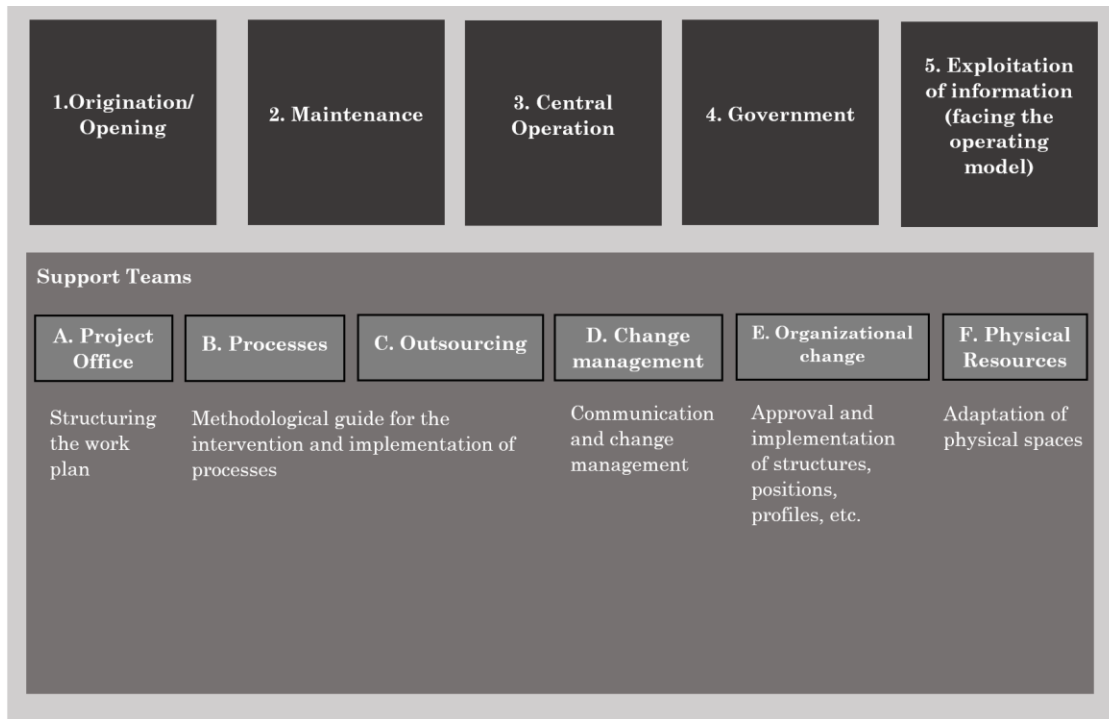 1.Origination/
Opening
2. Maintenance
3. Central
Operation
4. Government
5. Exploitation
of information
(facing the
operating
model)
Support Teams
A. Project
Office
B. Processes
C. Outsourcing
D. Change
management
E. Organizational
change
F. Physical
Resources
Structuring
the work
plan
Methodological guide for the
intervention and implementation of
processes
Communication
and change
management
Approval and
implementation
of structures,
positions,
profiles, etc.
Adaptation of
physical spaces